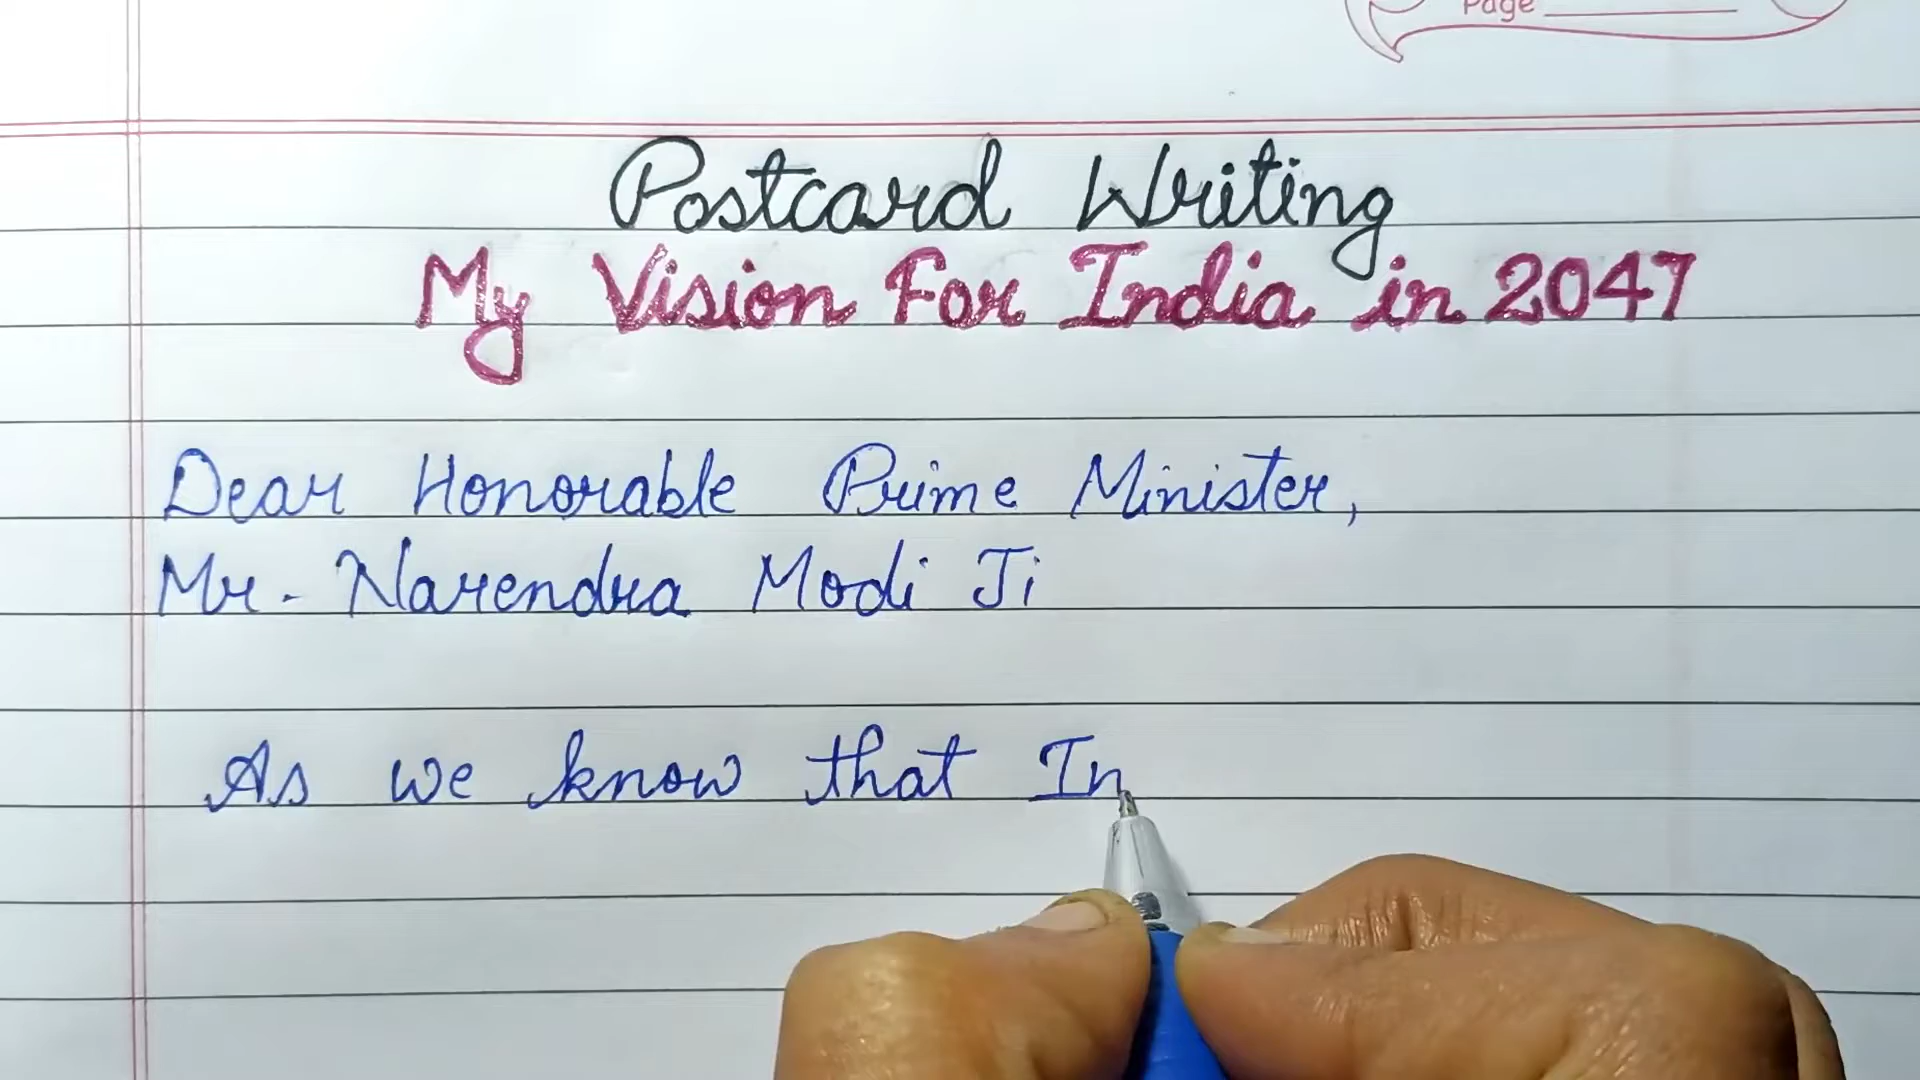 Page
Postcard Writing
My Vision For India in 2047
Dear Honorable Prime Minister,
Mr. Narendra Modi Ji
As we know that In